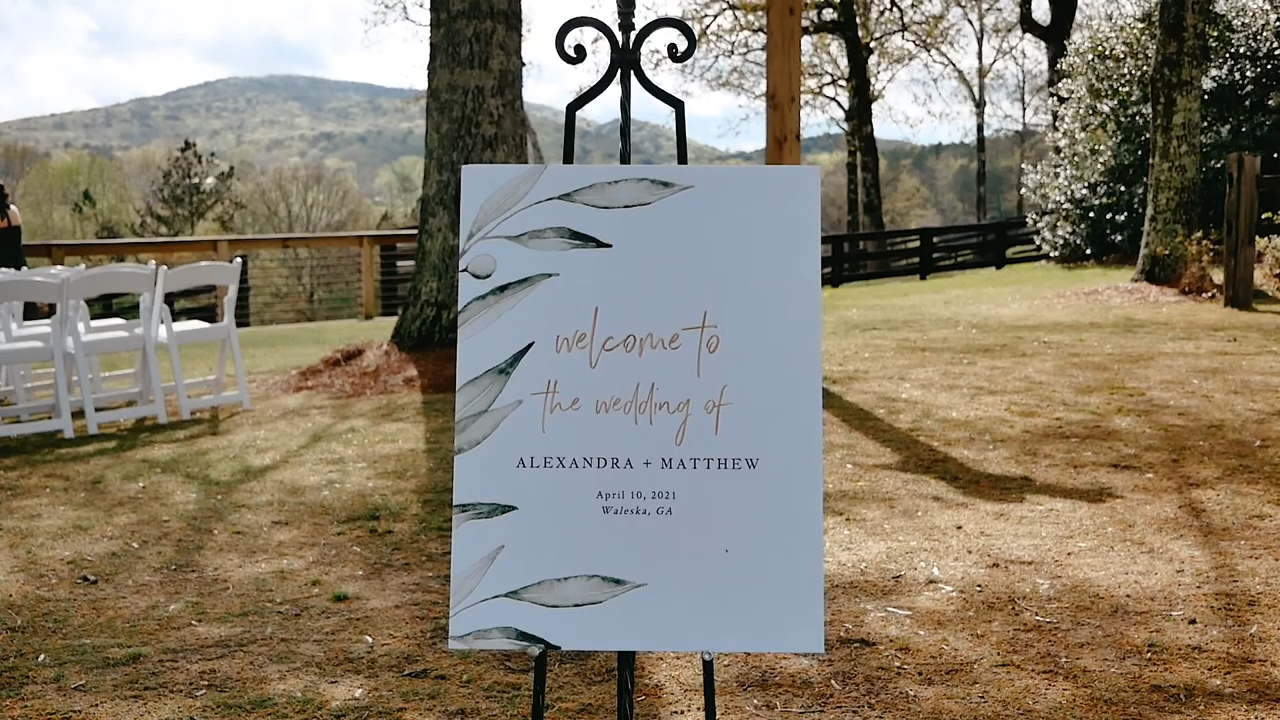 welcome to
the wedding of
ALEXANDRA + MATTHEW
April 10, 2021
Waleska, GA